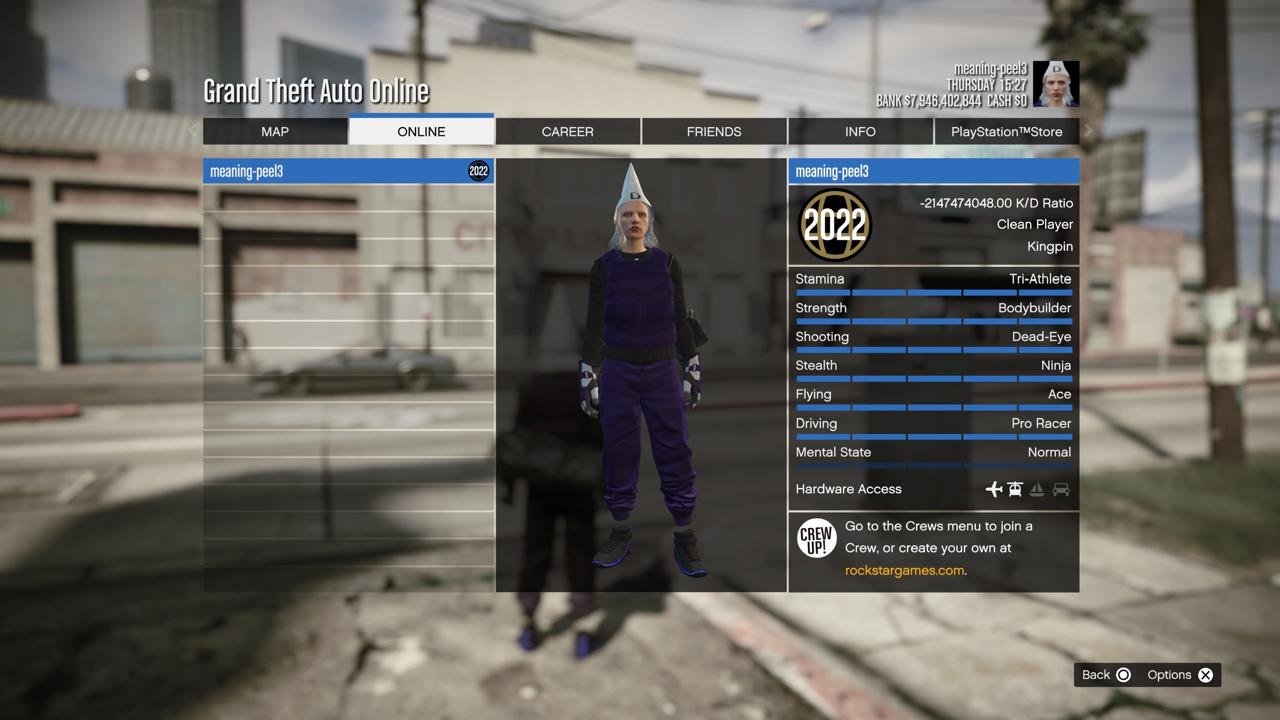 Grand Theft Auto Online
meaning-peel3
THURSDAY 15:27
BANK $7,946,402,844 CASH $0
D
MAP
ONLINE
CAREER
FRIENDS
INFO
PlayStation™Store
meaning-peel3
2022
D
meaning-peel3
2022
-2147474048.00 K/D Ratio
Clean Player
Kingpin
Stamina Tri-Athlete
Strength Bodybuilder
Shooting Dead-Eye
Stealth Ninja
Flying Ace
Driving Pro Racer
Mental State Normal
Hardware Access
CREW UP!
Go to the Crews menu to join a
Crew, or create your own at
rockstargames.com.
Back
Options